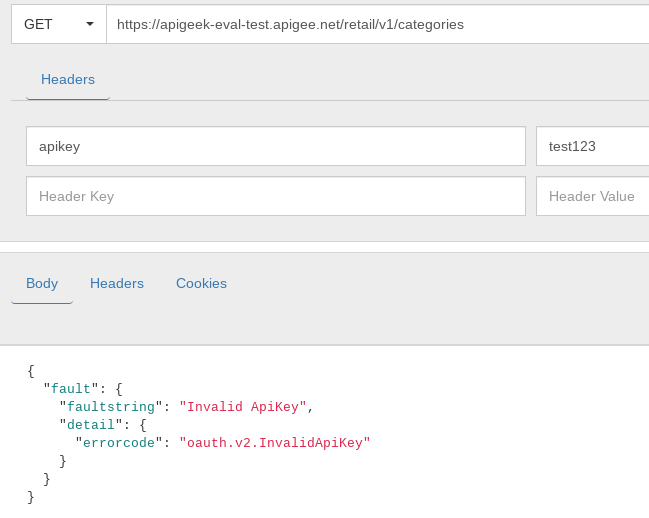 GET https://apigeek-eval-test.apigee.net/retail/v1/categories
Headers
apikey test123
Header Key Header Value
Body Headers Cookies
{
  "fault": {
    "faultstring": "Invalid ApiKey",
    "detail": {
      "errorcode": "oauth.v2.InvalidApiKey"
    }
  }
}